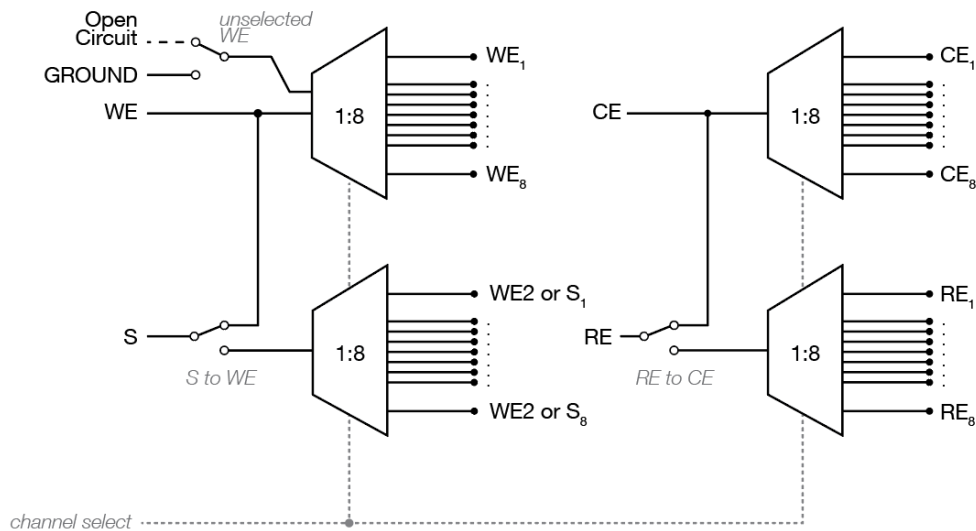 Open
Circuit
unselected
WE
GROUND
WE
1:8
WE₁
WE₈
CE
1:8
CE₁
CE₈
S
S to WE
1:8
WE2 or S₁
WE2 or S₈
RE
RE to CE
1:8
RE₁
RE₈
channel select